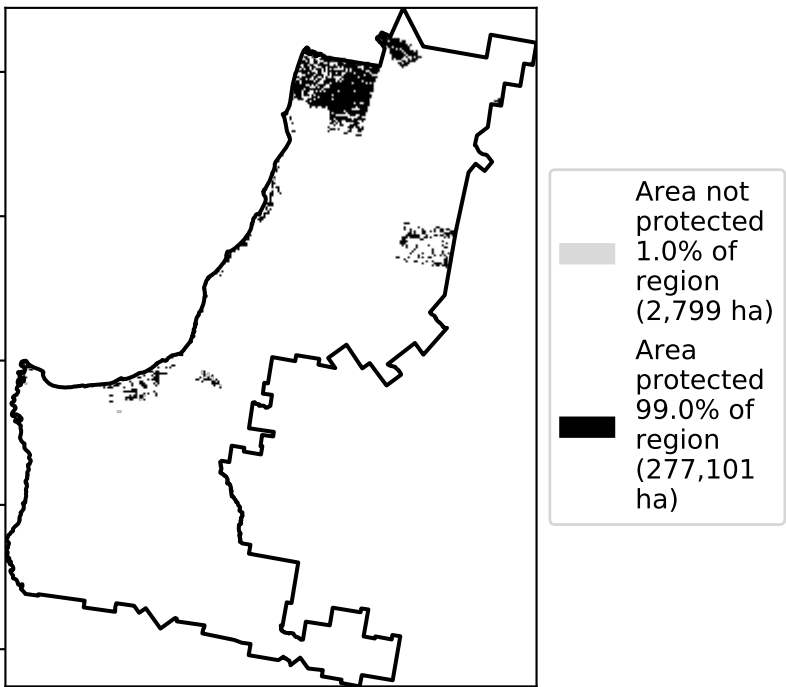 Area not
protected
1.0% of
region
(2,799 ha)
Area
protected
99.0% of
region
(277,101
ha)